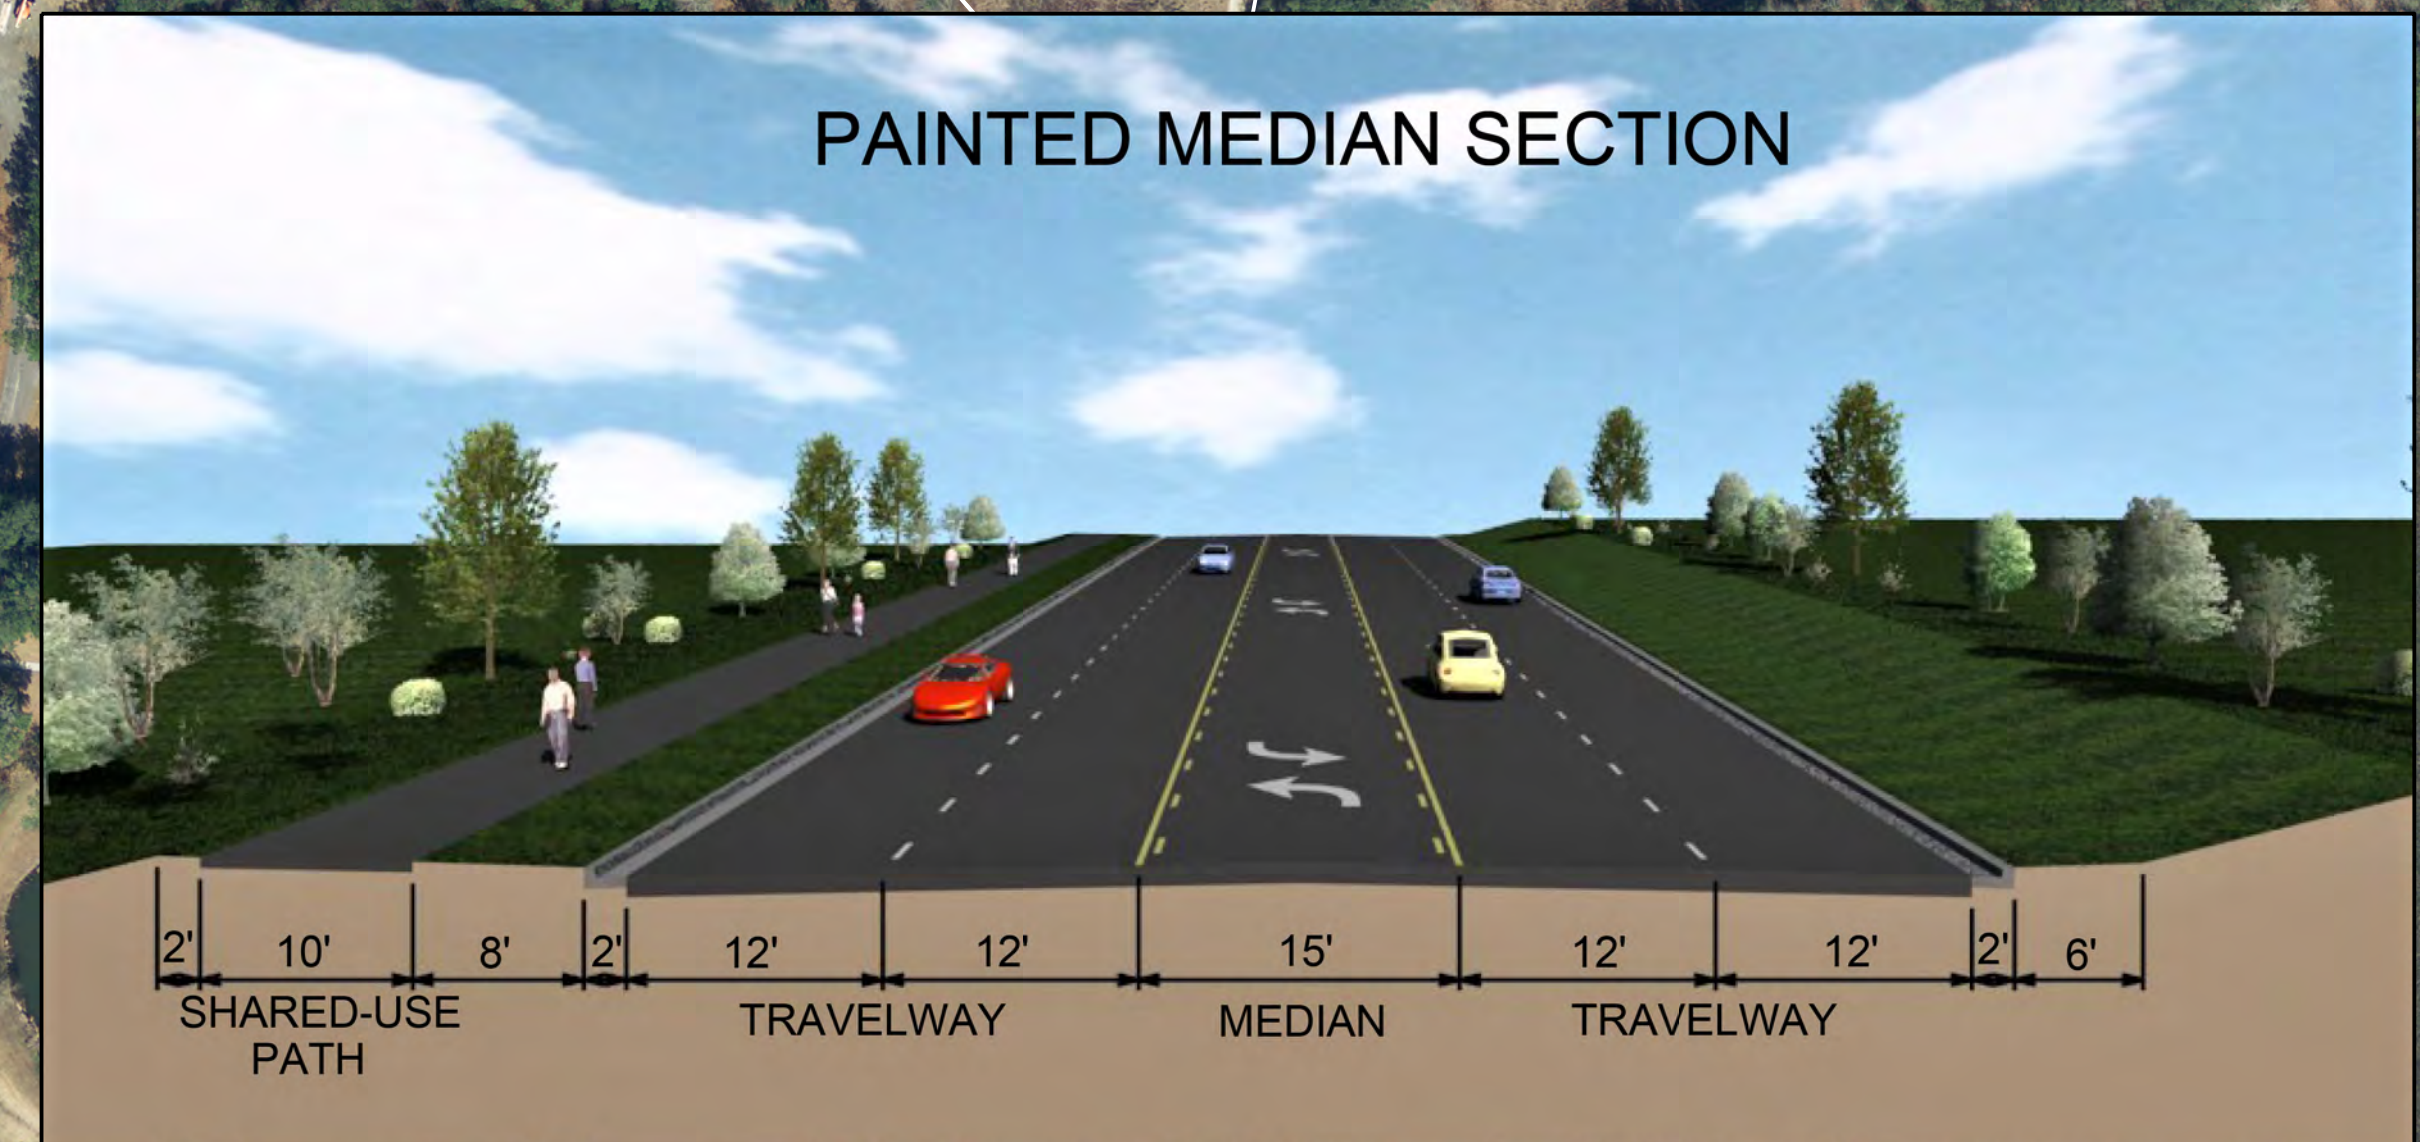 PAINTED MEDIAN SECTION
2' 10' 8' 2' 12' 12' 15' 12' 12' 2' 6'
SHARED-USE TRAVELWAY MEDIAN TRAVELWAY
PATH